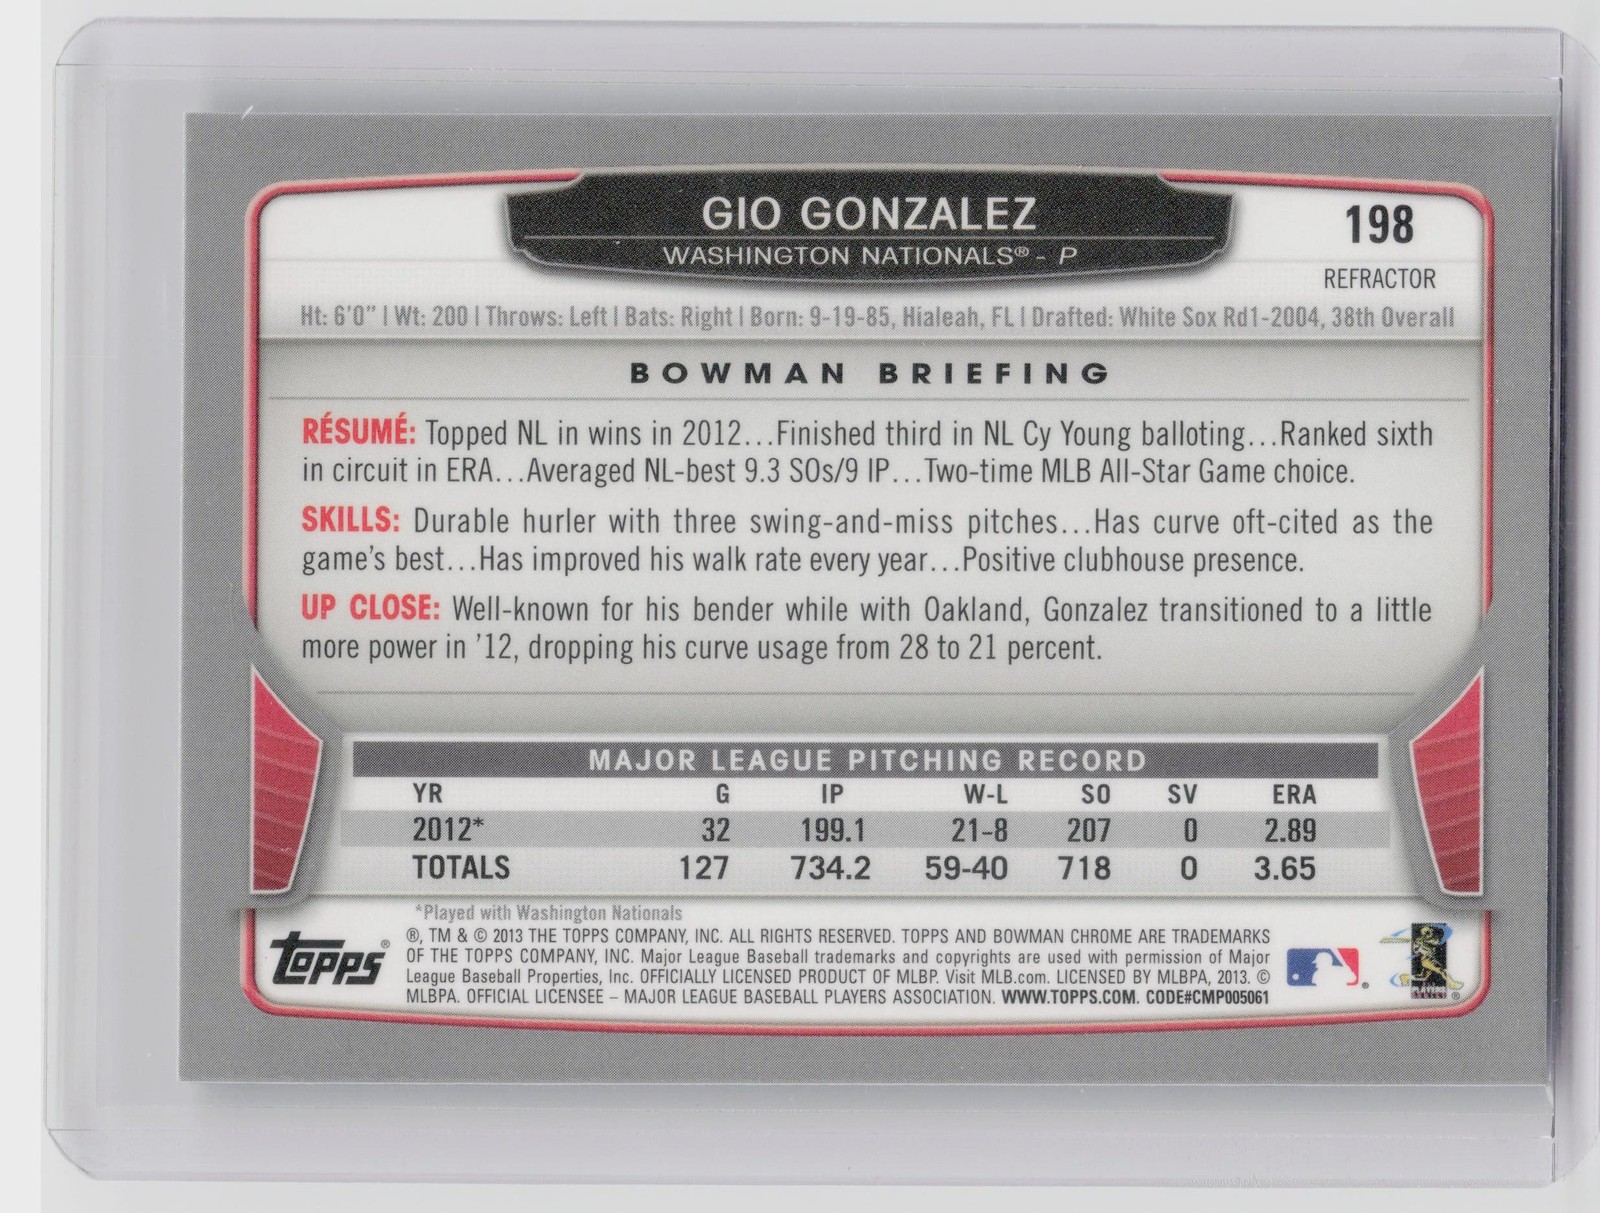 GIO GONZALEZ
WASHINGTON NATIONALS® - P
198
REFRACTOR
Ht: 6'0" | Wt: 200 | Throws: Left | Bats: Right | Born: 9-19-85, Hialeah, FL | Drafted: White Sox Rd1-2004, 38th Overall
BOWMAN BRIEFING
RÉSUMÉ: Topped NL in wins in 2012...Finished third in NL Cy Young balloting...Ranked sixth
in circuit in ERA...Averaged NL-best 9.3 SOs/9 IP...Two-time MLB All-Star Game choice.
SKILLS: Durable hurler with three swing-and-miss pitches...Has curve oft-cited as the
game's best...Has improved his walk rate every year...Positive clubhouse presence.
UP CLOSE: Well-known for his bender while with Oakland, Gonzalez transitioned to a little
more power in '12, dropping his curve usage from 28 to 21 percent.
MAJOR LEAGUE PITCHING RECORD
YR G IP W-L SO SV ERA
2012* 32 199.1 21-8 207 0 2.89
TOTALS 127 734.2 59-40 718 0 3.65
*Played with Washington Nationals
Topps®
®, TM & © 2013 THE TOPPS COMPANY, INC. ALL RIGHTS RESERVED. TOPPS AND BOWMAN CHROME ARE TRADEMARKS
OF THE TOPPS COMPANY, INC. Major League Baseball trademarks and copyrights are used with permission of Major
League Baseball Properties, Inc. OFFICIALLY LICENSED PRODUCT OF MLBP. Visit MLB.com. LICENSED BY MLBPA, 2013. ©
MLBPA. OFFICIAL LICENSEE – MAJOR LEAGUE BASEBALL PLAYERS ASSOCIATION. WWW.TOPPS.COM. CODE#CMP005061